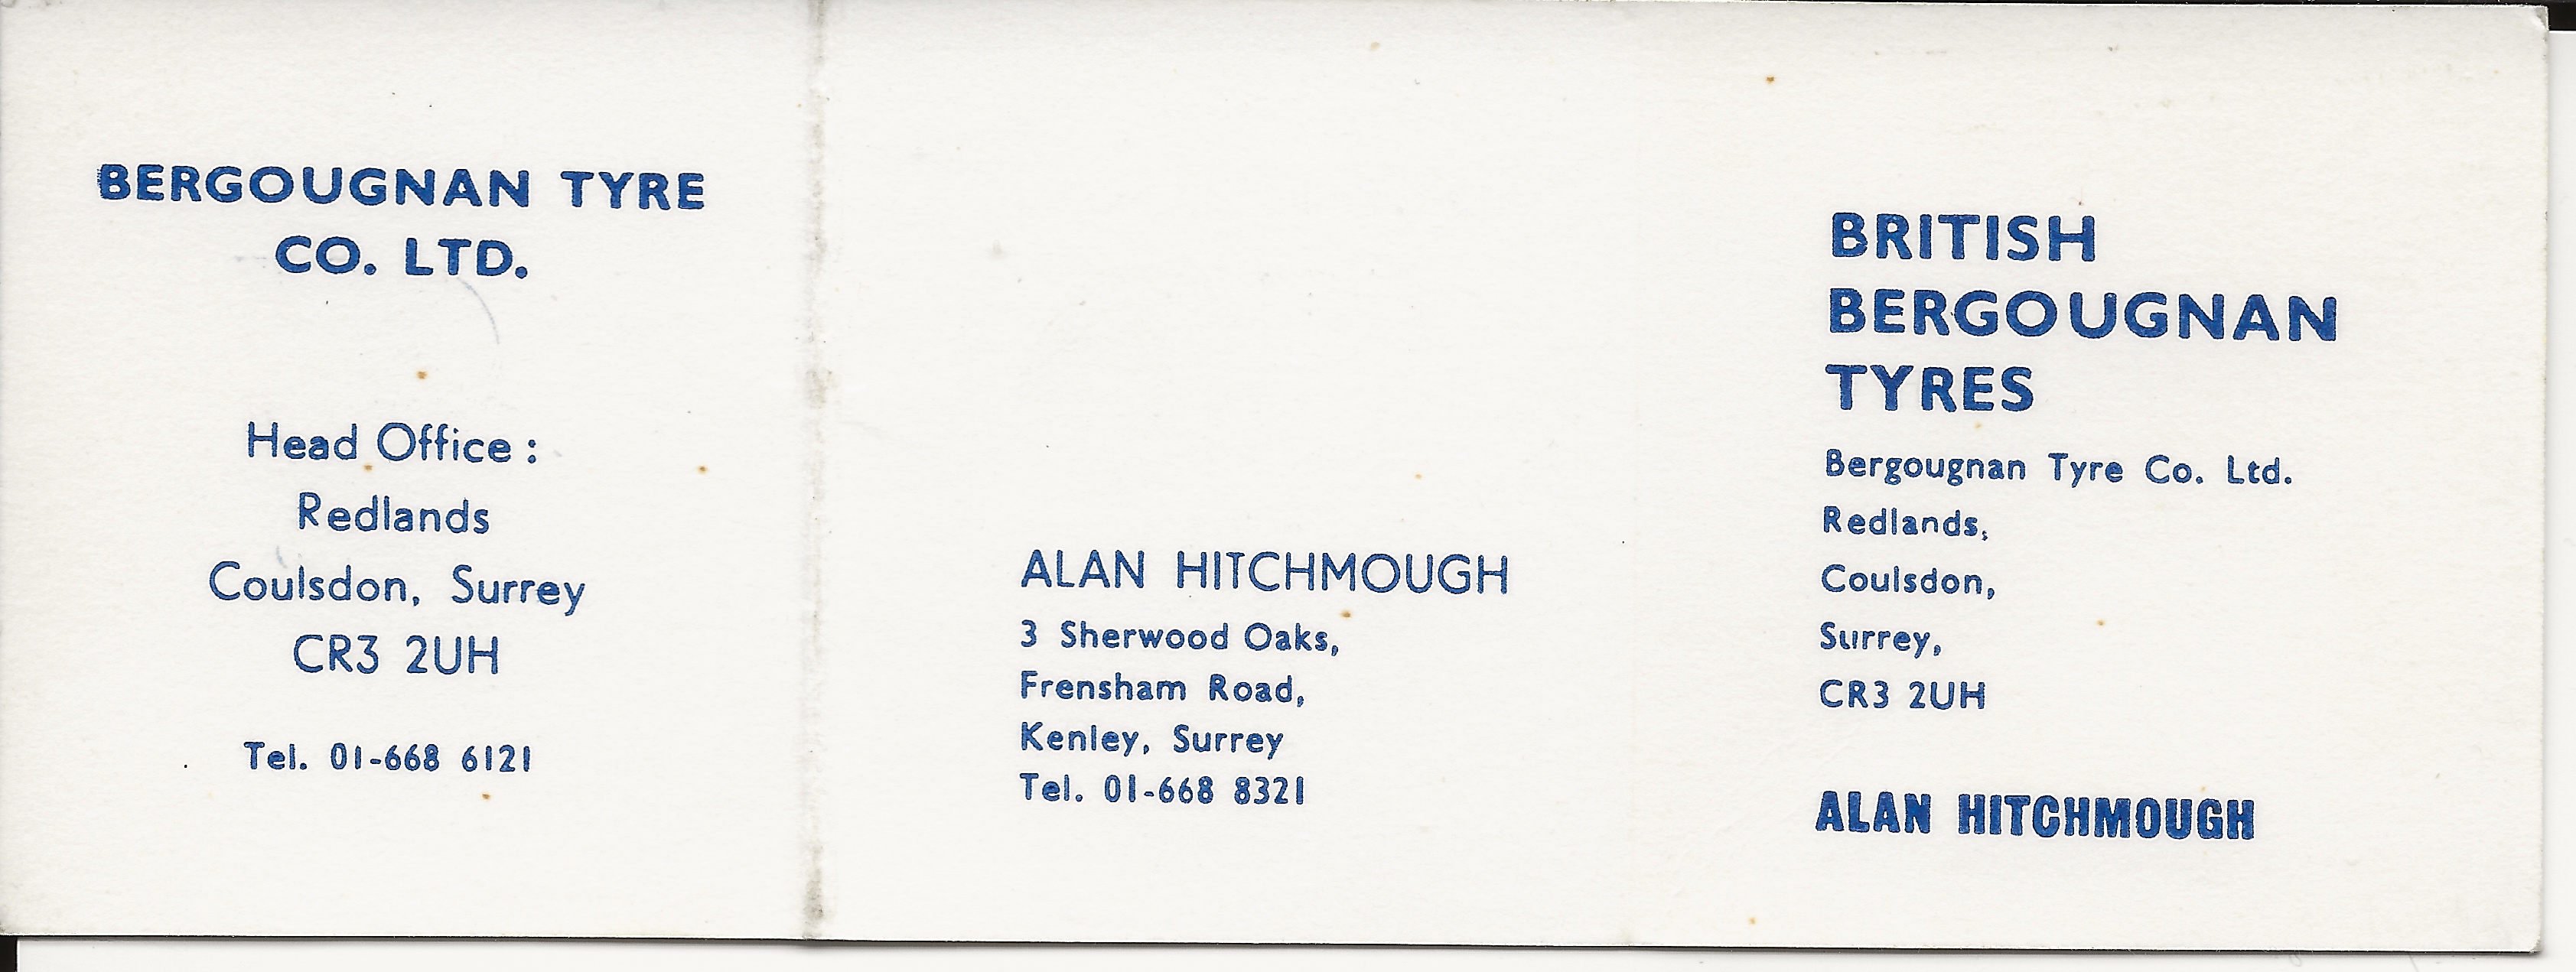 BERGOUGNAN TYRE
CO. LTD.
Head Office :
Redlands
Coulsdon, Surrey
CR3 2UH
Tel. 01-668 6121
ALAN HITCHMOUGH
3 Sherwood Oaks,
Frensham Road,
Kenley, Surrey
Tel. 01-668 8321
BRITISH
BERGOUGNAN
TYRES
Bergougnan Tyre Co. Ltd.
Redlands,
Coulsdon,
Surrey,
CR3 2UH
ALAN HITCHMOUGH